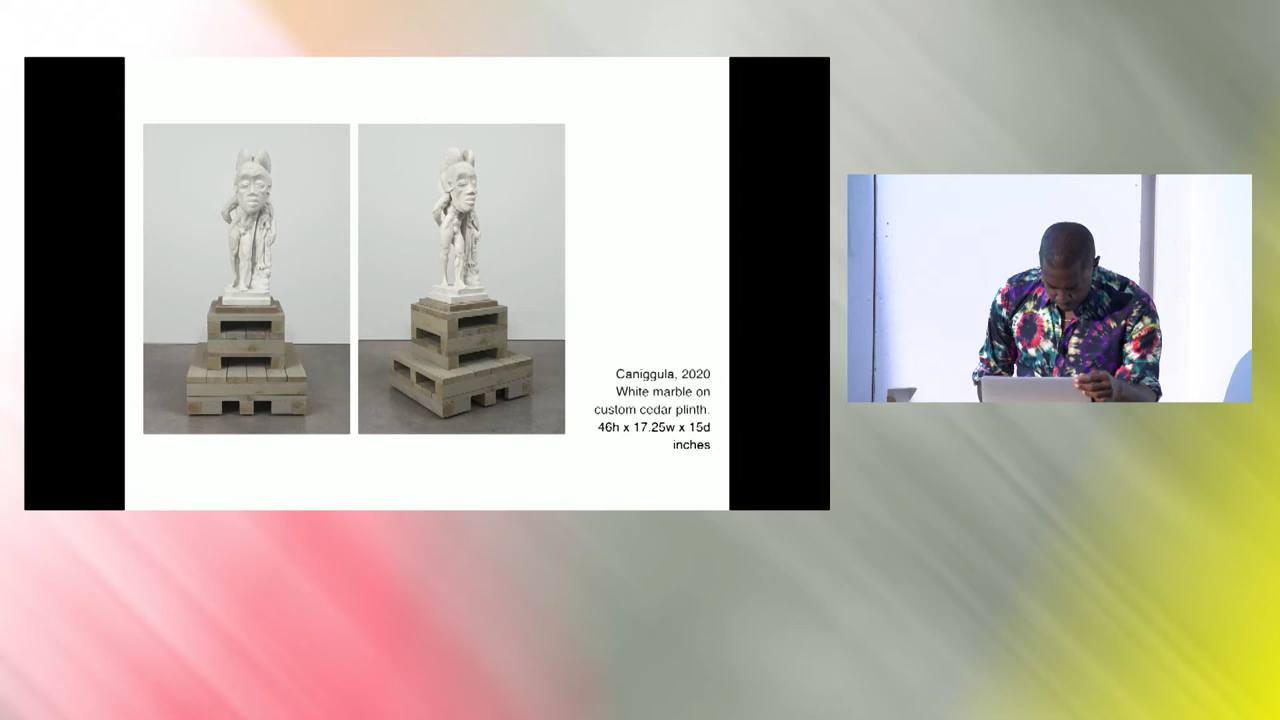 Caniggula, 2020
White marble on
custom cedar plinth.
46h x 17.25w x 15d
inches